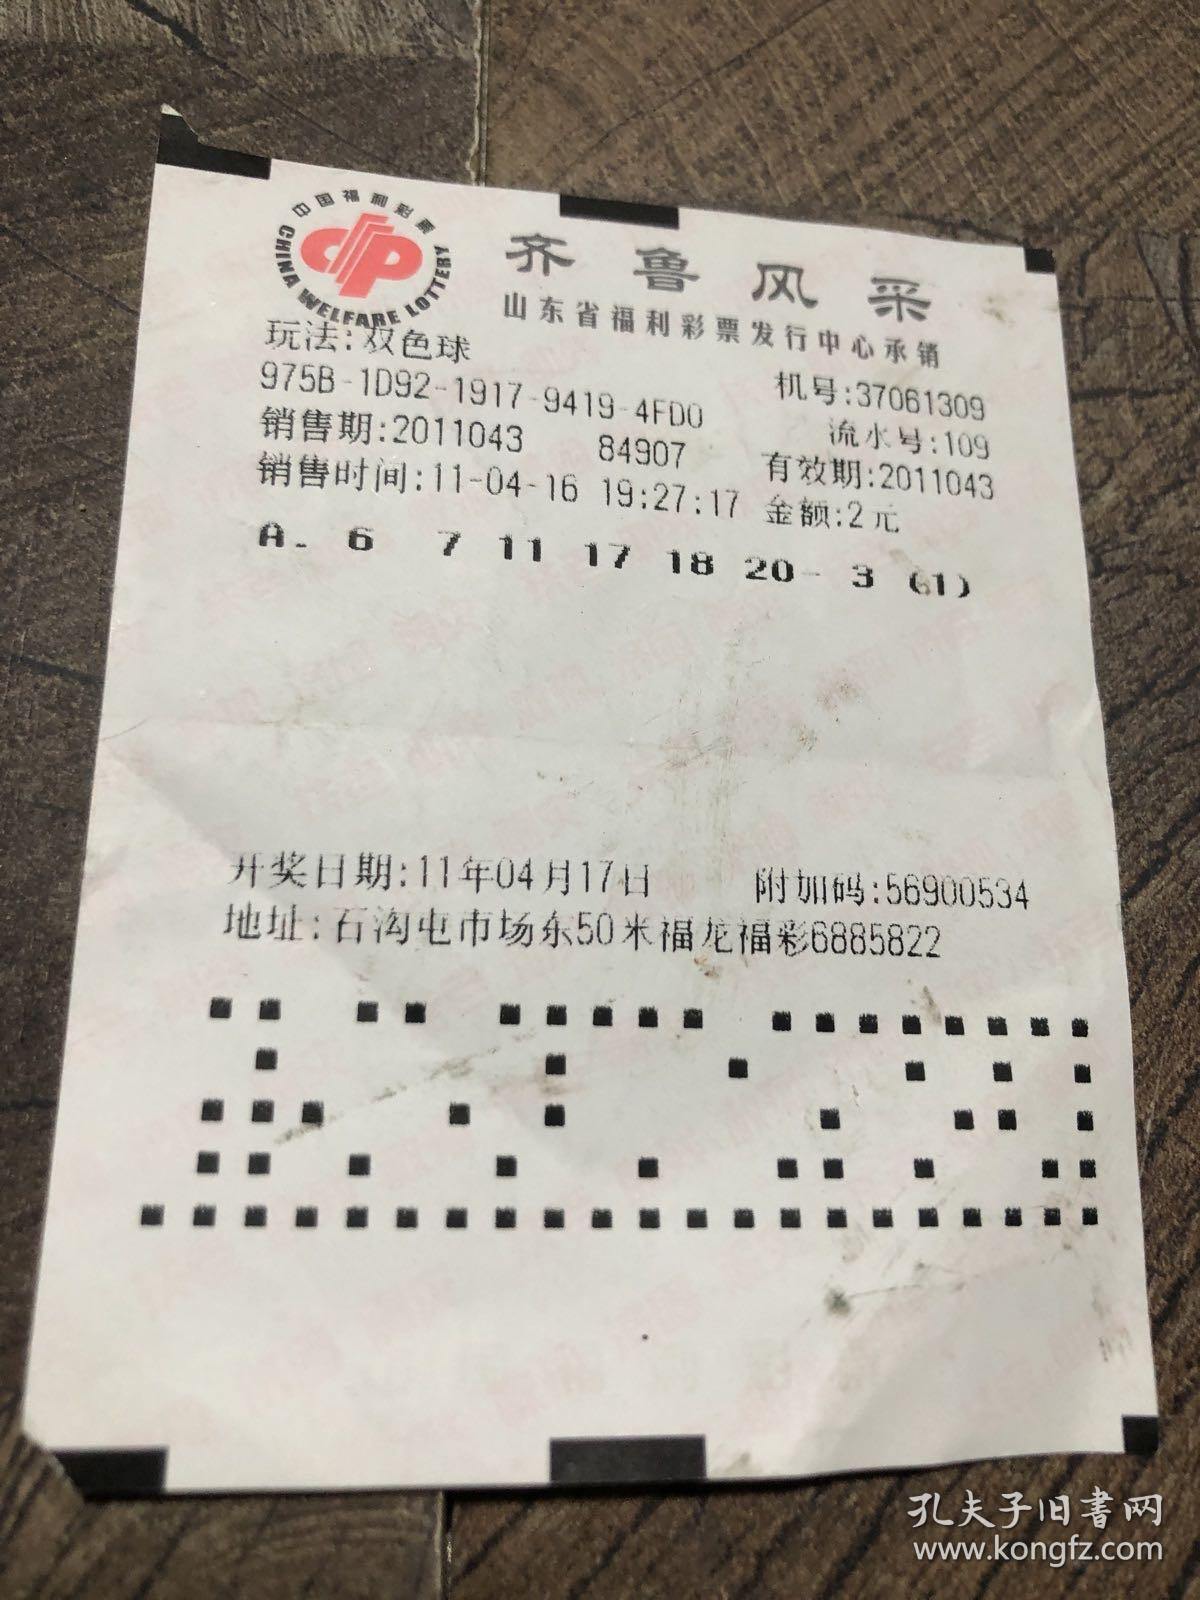 中国福利彩票
CHINA WELFARE LOTTERY
齐鲁风采
山东省福利彩票发行中心承销
玩法:双色球
975B-1D92-1917-9419-4FD0 机号:37061309
销售期:2011043 84907 流水号:109
销售时间:11-04-16 19:27:17 有效期:2011043
金额:2元
A. 6 7 11 17 18 20- 3 (1)
开奖日期:11年04月17日 附加码:56900534
地址:石沟屯市场东50米福龙福彩6885822
孔夫子旧书网
www.kongfz.com